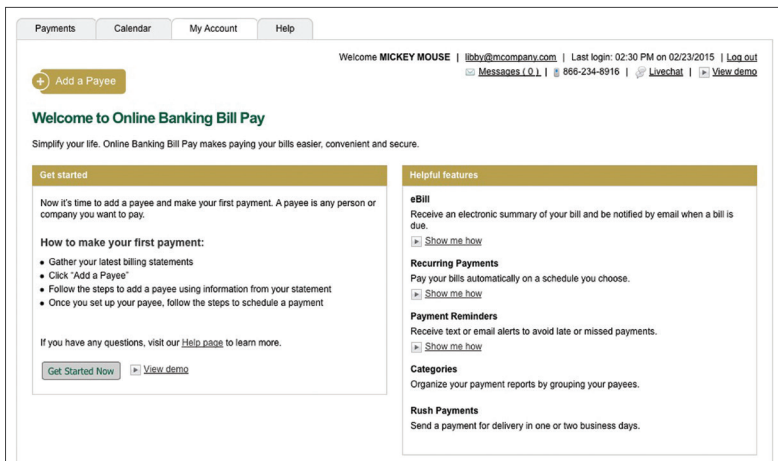 Payments Calendar My Account Help
Welcome MICKEY MOUSE | libby@mcompany.com | Last login: 02:30 PM on 02/23/2015 | Log out
Messages ( 0 ) | 866-234-8916 | Livechat | View demo
Add a Payee
Welcome to Online Banking Bill Pay
Simplify your life. Online Banking Bill Pay makes paying your bills easier, convenient and secure.
Get started
Now it's time to add a payee and make your first payment. A payee is any person or
company you want to pay.
How to make your first payment:
• Gather your latest billing statements
• Click "Add a Payee"
• Follow the steps to add a payee using information from your statement
• Once you set up your payee, follow the steps to schedule a payment
If you have any questions, visit our Help page to learn more.
Get Started Now View demo
Helpful features
eBill
Receive an electronic summary of your bill and be notified by email when a bill is
due.
Show me how
Recurring Payments
Pay your bills automatically on a schedule you choose.
Show me how
Payment Reminders
Receive text or email alerts to avoid late or missed payments.
Show me how
Categories
Organize your payment reports by grouping your payees.
Rush Payments
Send a payment for delivery in one or two business days.